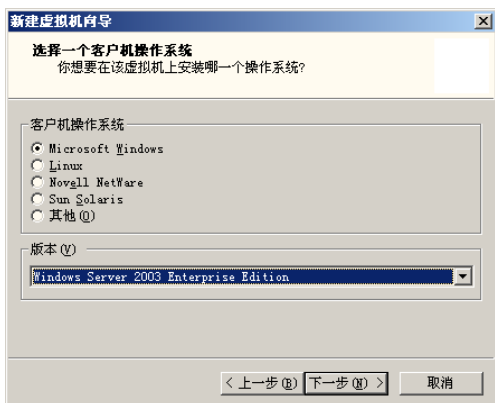 新建虚拟机向导
选择一个客户机操作系统
你想要在该虚拟机上安装哪一个操作系统?
客户机操作系统
Microsoft Windows
Linux
Novell NetWare
Sun Solaris
其他(O)
版本(V)
Windows Server 2003 Enterprise Edition
< 上一步(B) 下一步(N) > 取消